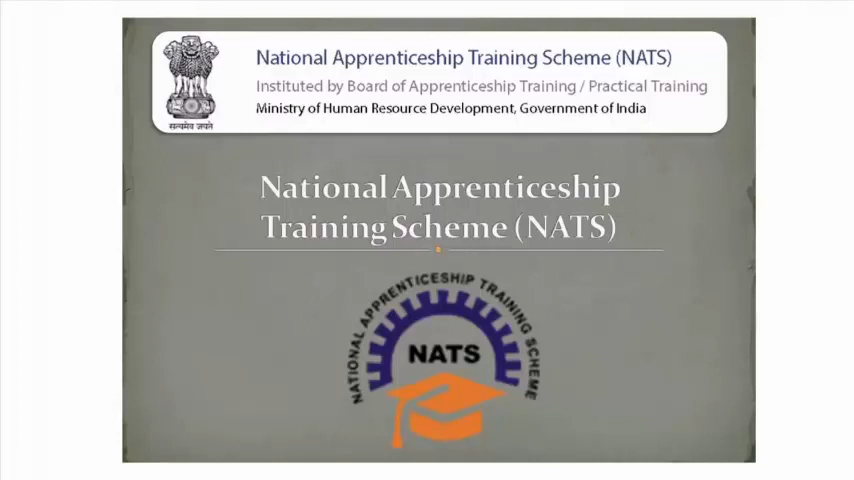 National Apprenticeship Training Scheme (NATS)
Instituted by Board of Apprenticeship Training / Practical Training
Ministry of Human Resource Development, Government of India
सत्यमेव जयते
National Apprenticeship
Training Scheme (NATS)
NATIONAL APPRENTICESHIP TRAINING SCHEME
NATS